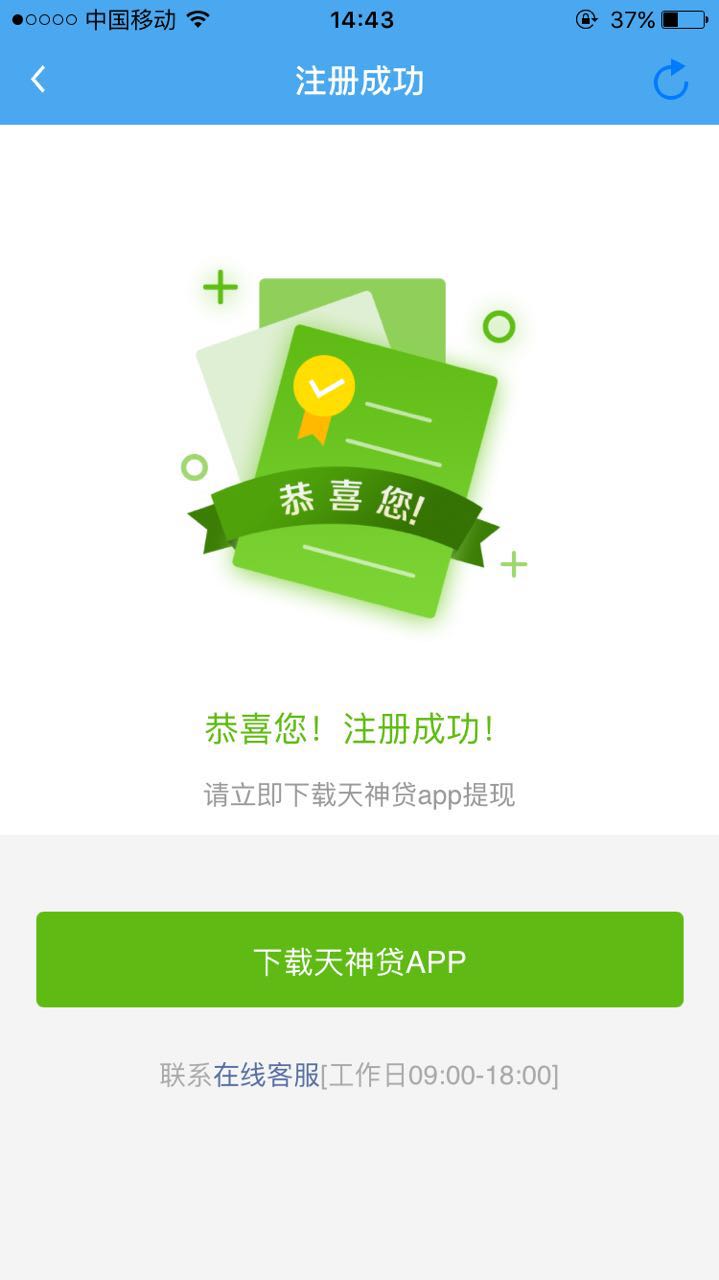 中国移动 14:43 37%
注册成功
恭喜您!
恭喜您！注册成功！
请立即下载天神贷app提现
下载天神贷APP
联系在线客服[工作日09:00-18:00]